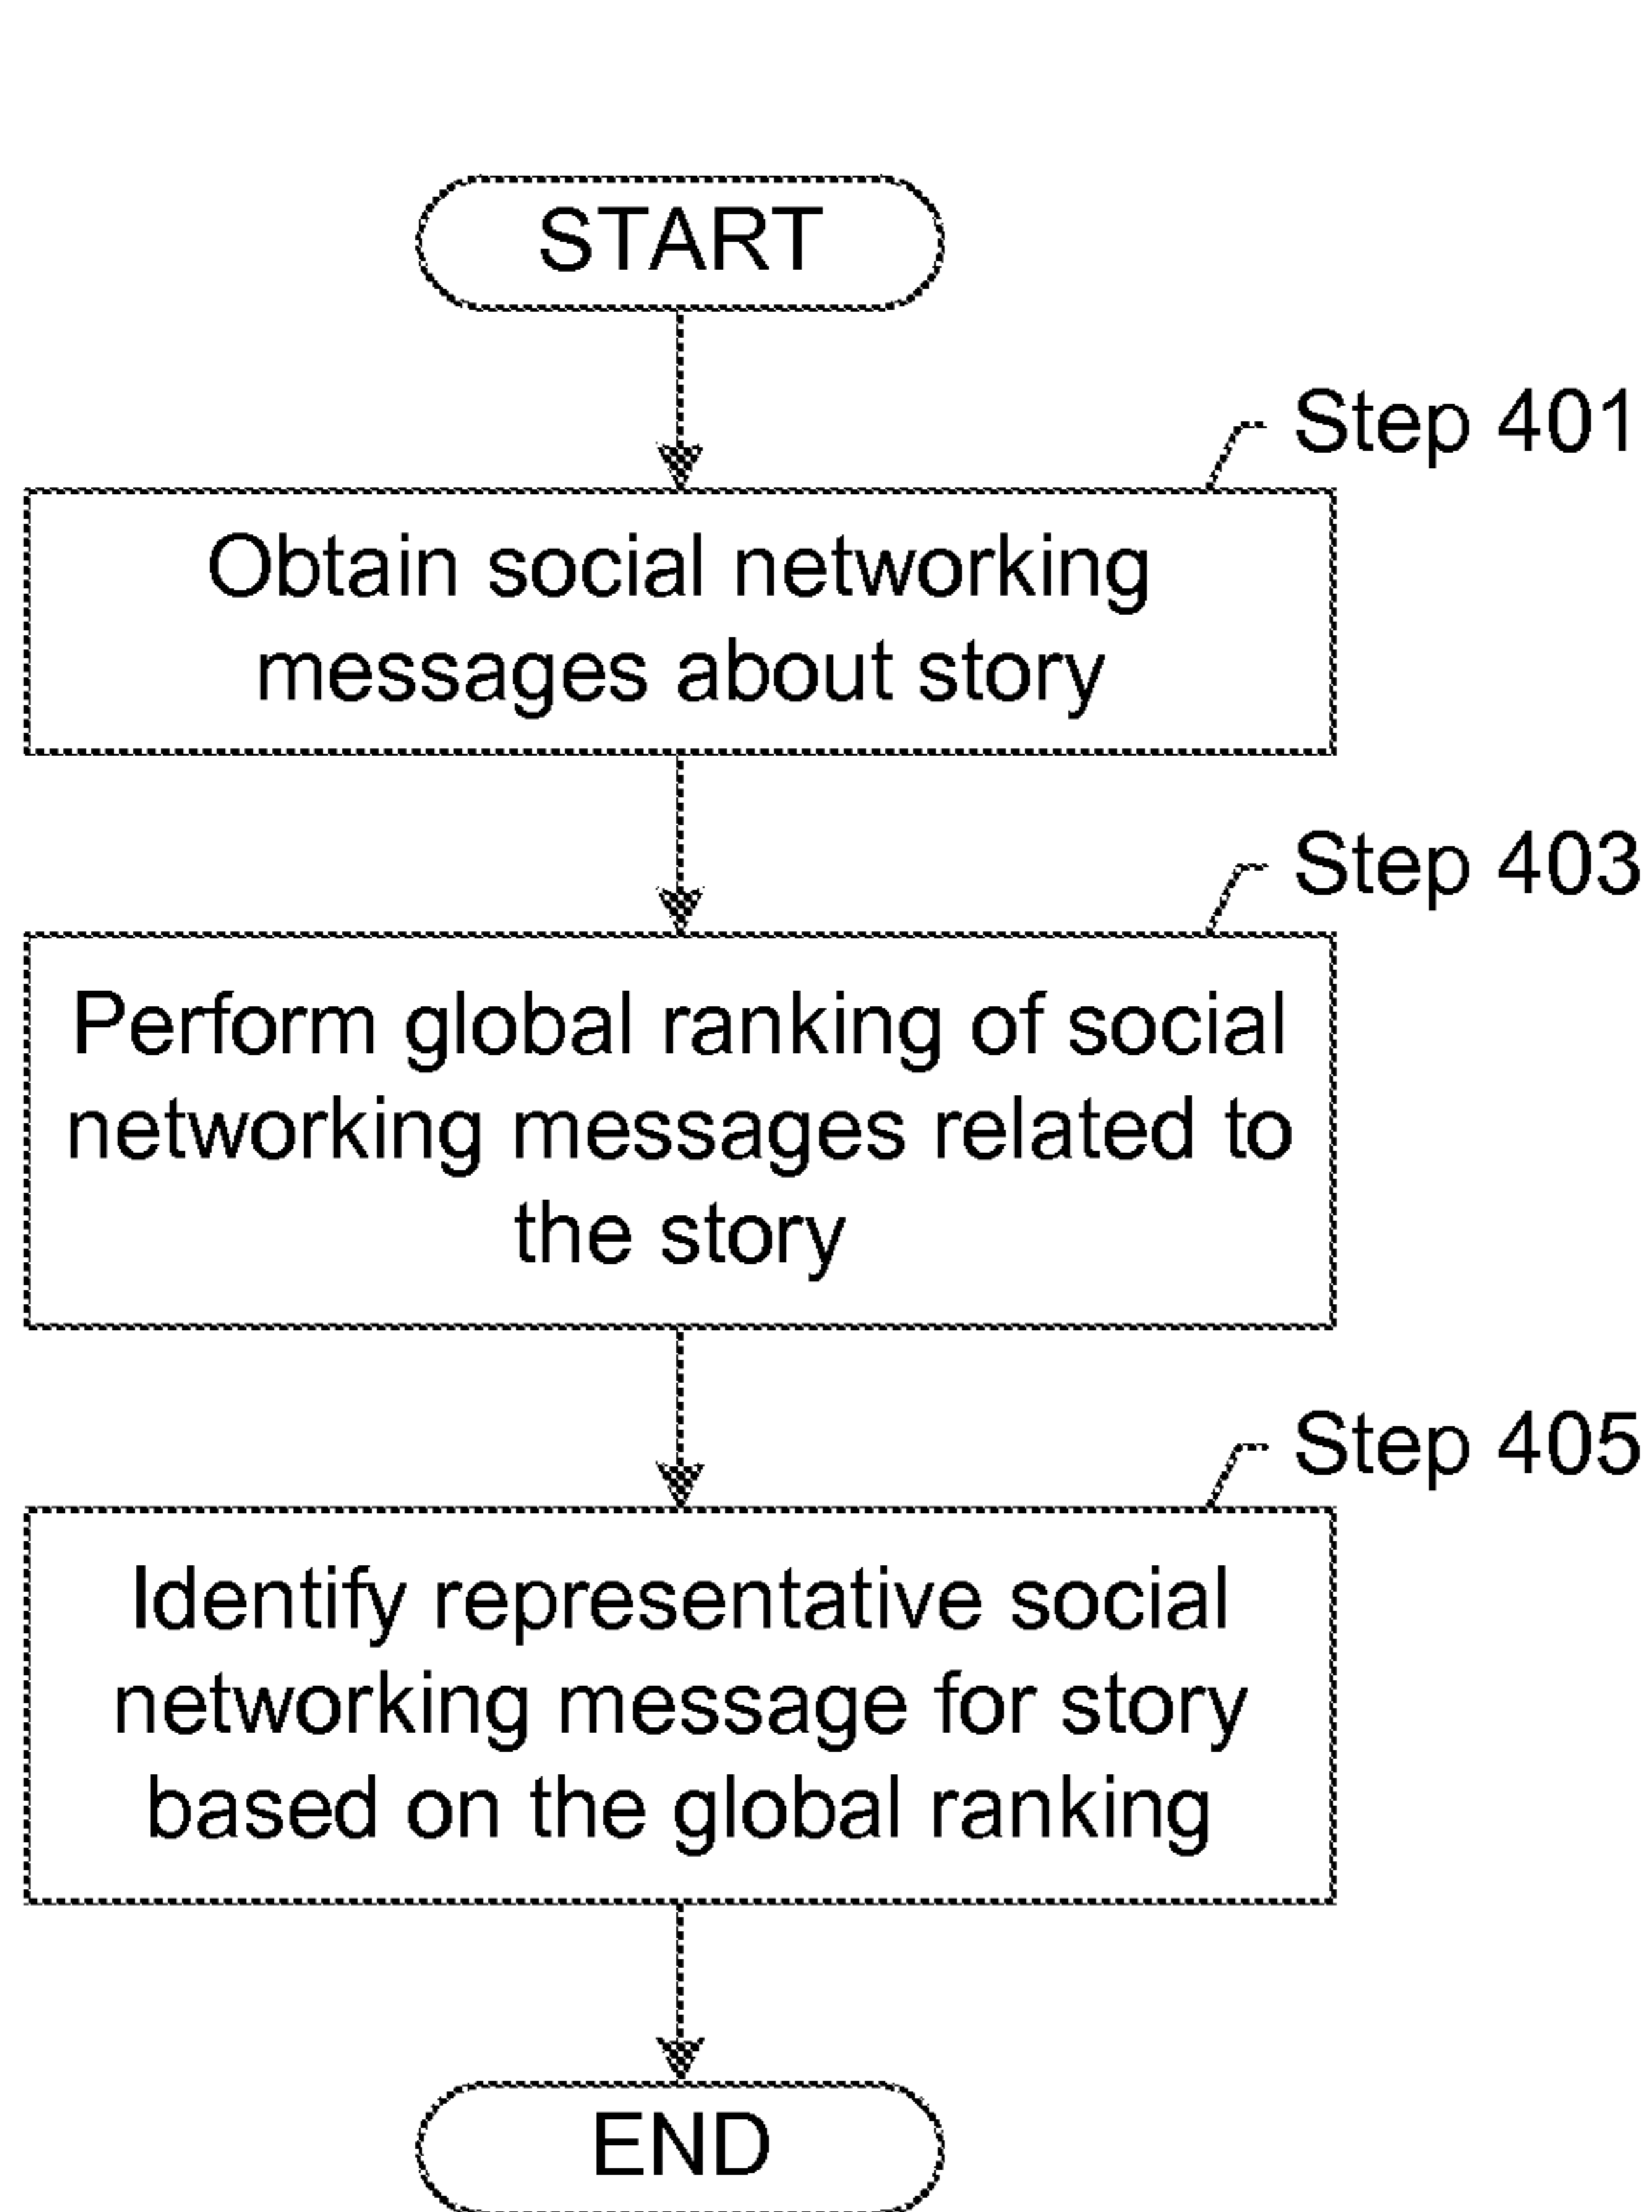 START
Step 401
Obtain social networking
messages about story
Step 403
Perform global ranking of social
networking messages related to
the story
Step 405
Identify representative social
networking message for story
based on the global ranking
END